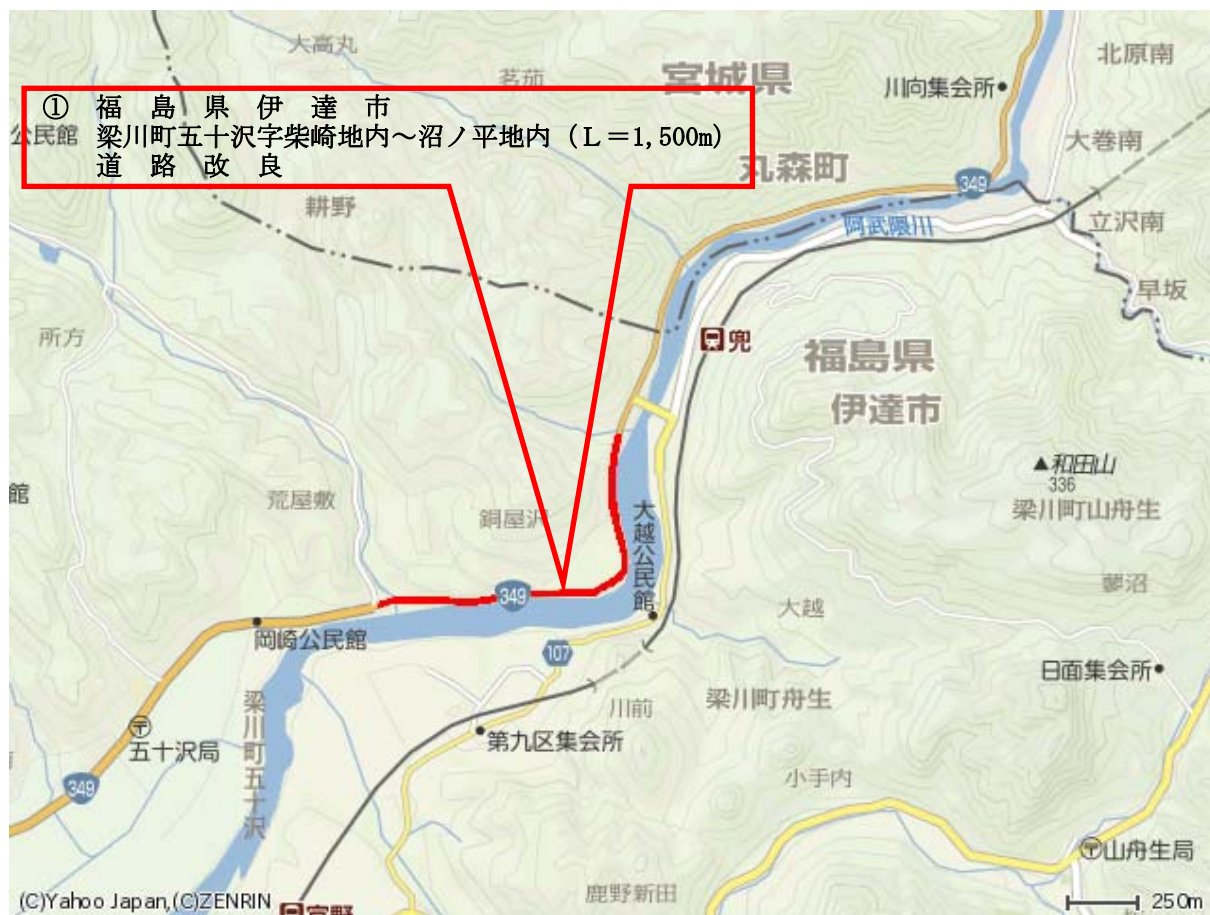 大高丸
茗茄
宮城県
川向集会所
北原南
① 福島県伊達市
梁川町五十沢字柴崎地内～沼ノ平地内（L＝1,500m）
道路改良
公民館
大巻南
丸森町
349
耕野
阿武隈川
立沢南
早坂
所方
兜
福島県
伊達市
和田山
336
館
荒屋敷
銅屋沢
大越公民館
梁川町山舟生
349
蓼沼
大越
岡崎公民館
107
日面集会所
梁川町五十沢
川前
梁川町舟生
五十沢局
第九区集会所
349
小手内
山舟生局
鹿野新田
(C)Yahoo Japan,(C)ZENRIN
富野
250m